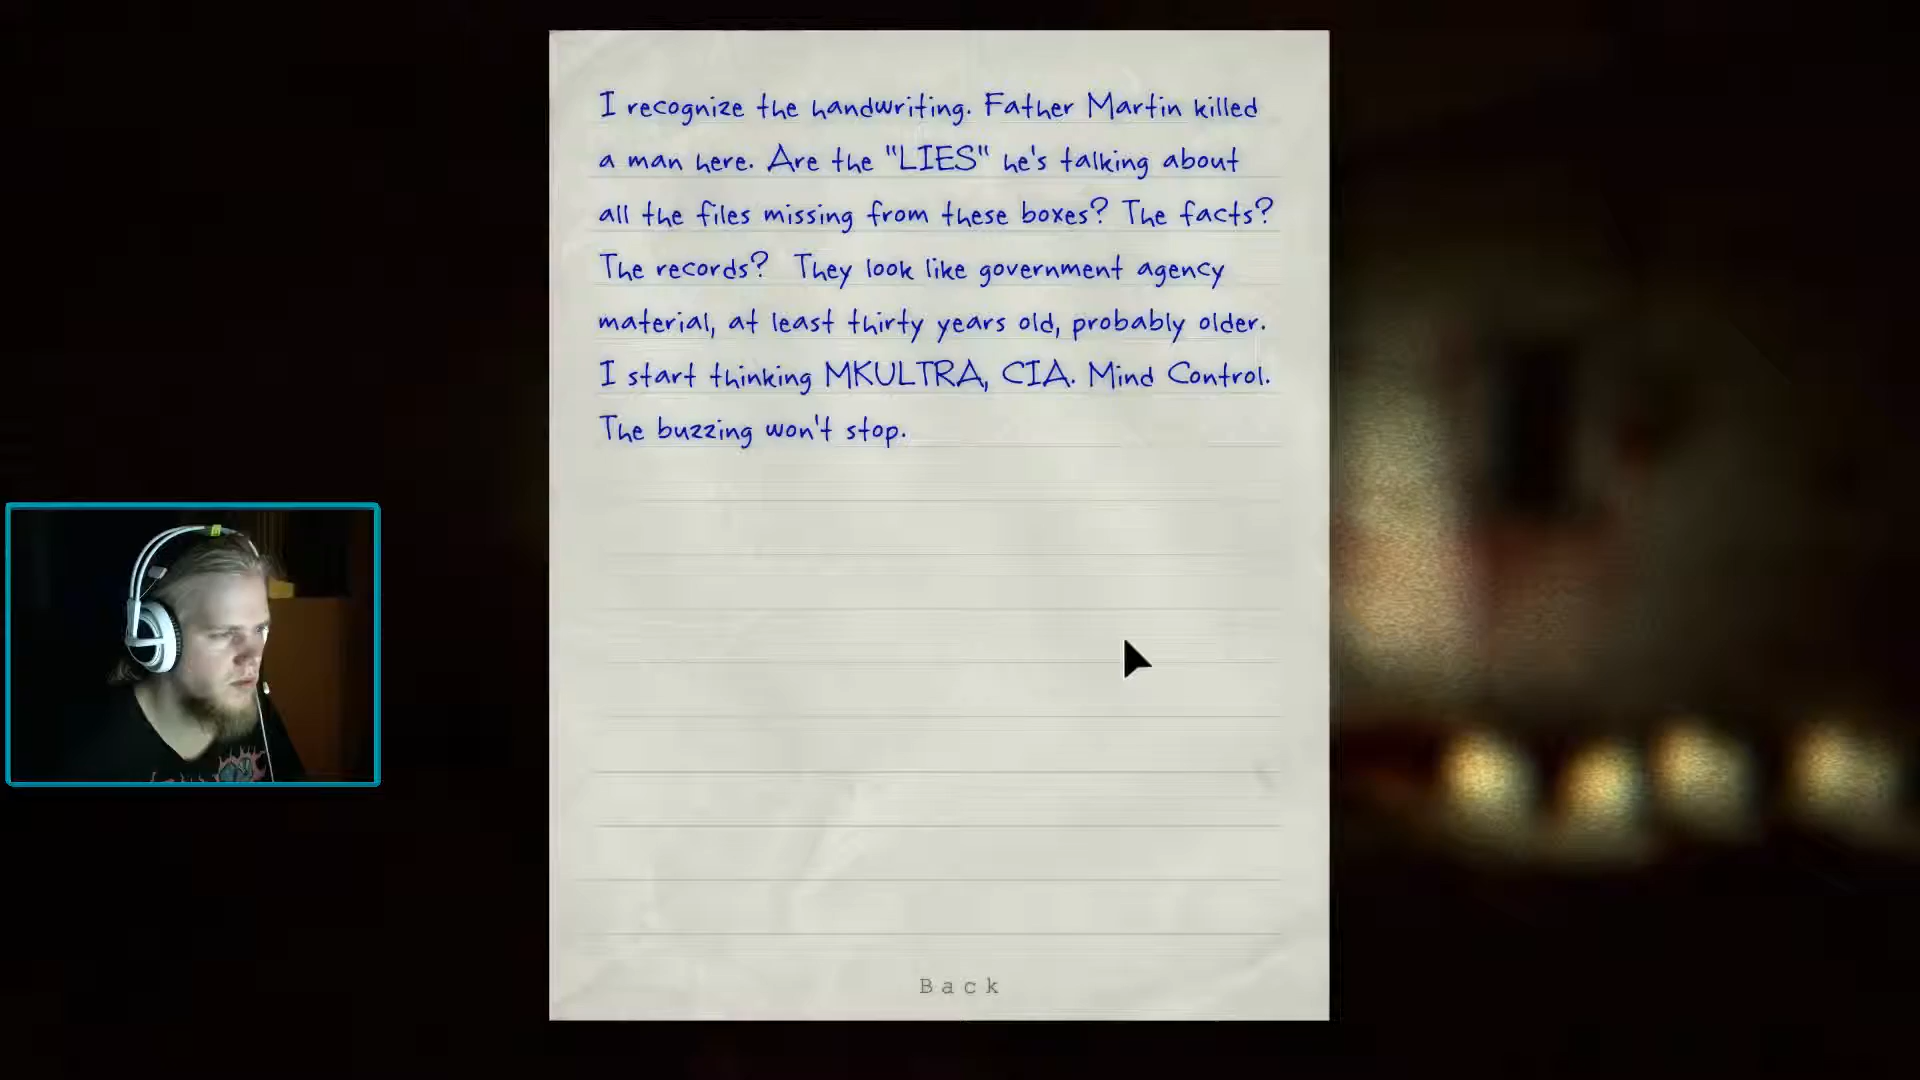 I recognize the handwriting. Father Martin killed
a man here. Are the "LIES" he's talking about
all the files missing from these boxes? The facts?
The records?  They look like government agency
material, at least thirty years old, probably older.
I start thinking MKULTRA, CIA. Mind Control.
The buzzing won't stop.
Back